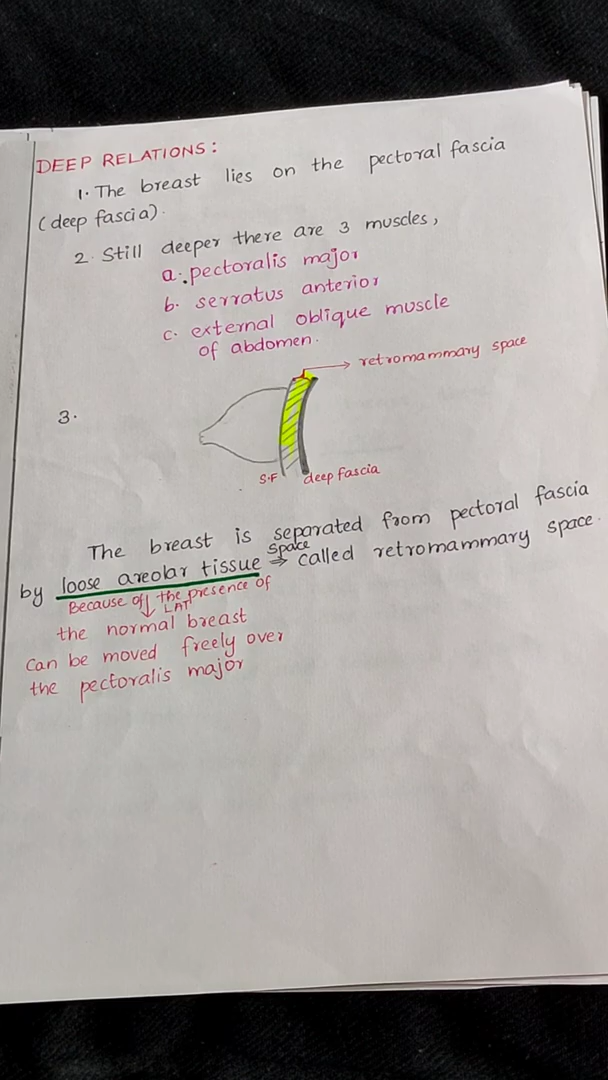 DEEP RELATIONS:
1. The breast lies on the pectoral fascia
(deep fascia).
2. Still deeper there are 3 muscles,
a. pectoralis major
b. serratus anterior
c. external oblique muscle
of abdomen.
retromammary space
3.
S.F deep fascia
The breast is separated from pectoral fascia
by loose areolar tissue space ⇒ called retromammary space.
Because of the presence of
LAT
the normal breast
can be moved freely over
the pectoralis major